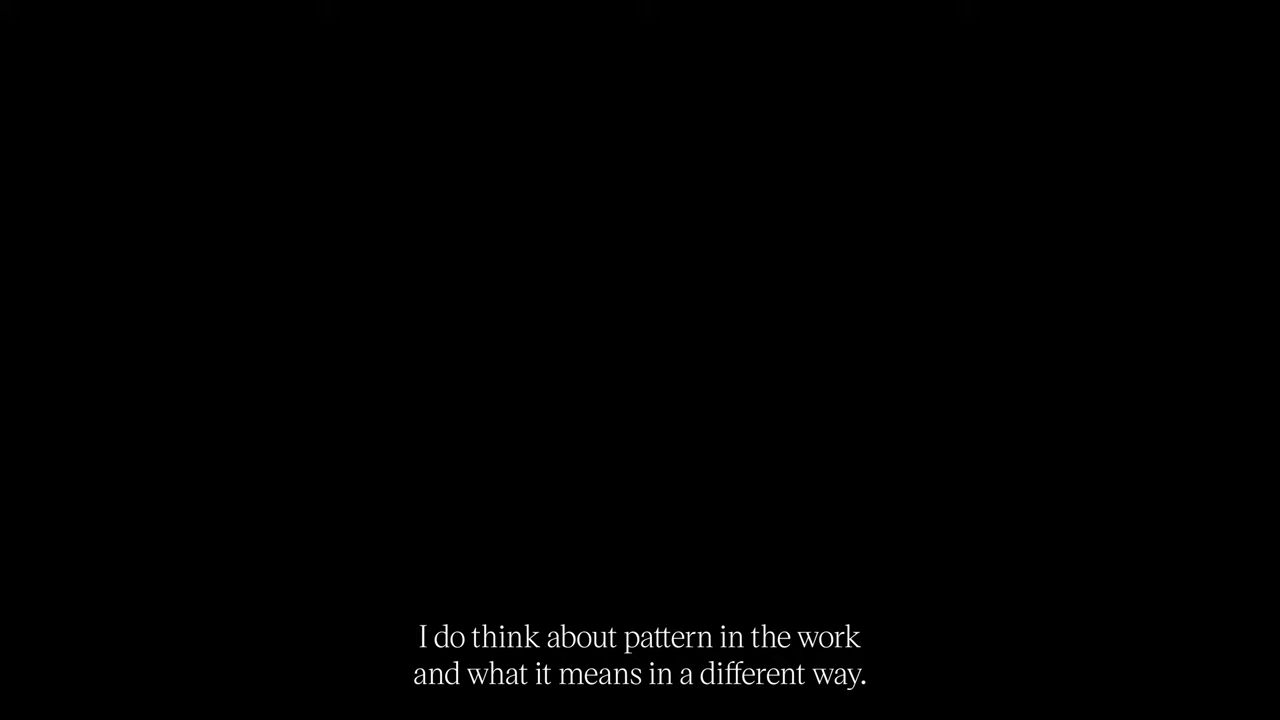 I do think about pattern in the work
and what it means in a different way.